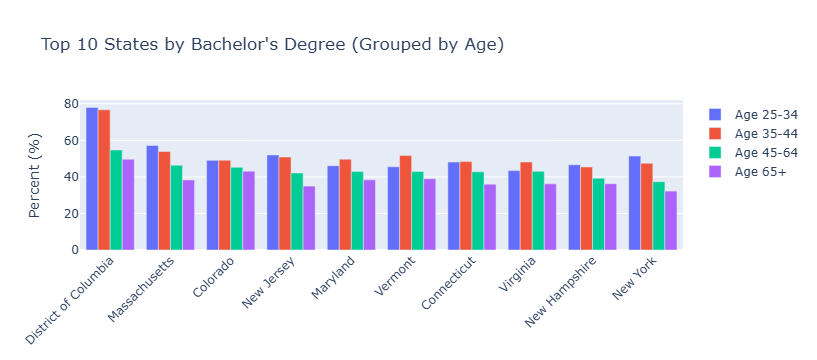 Top 10 States by Bachelor's Degree (Grouped by Age)
Percent (%)
80
60
40
20
0
District of Columbia
Massachusetts
Colorado
New Jersey
Maryland
Vermont
Connecticut
Virginia
New Hampshire
New York
Age 25-34
Age 35-44
Age 45-64
Age 65+